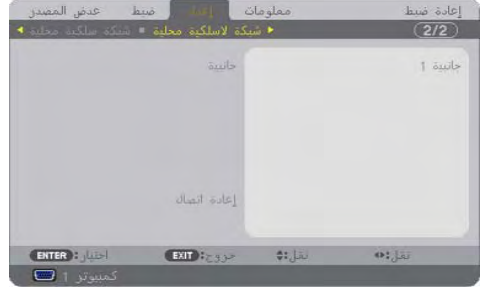 عرض المصدر ضبط إعداد معلومات إعادة ضبط
◂ شبكة سلكية محلية • شبكة لاسلكية محلية ▸ (2/2)
جانبية جانبية 1
إعادة اتصال
ENTER: اختيار EXIT: خروج نقل: نقل:
كمبيوتر 1